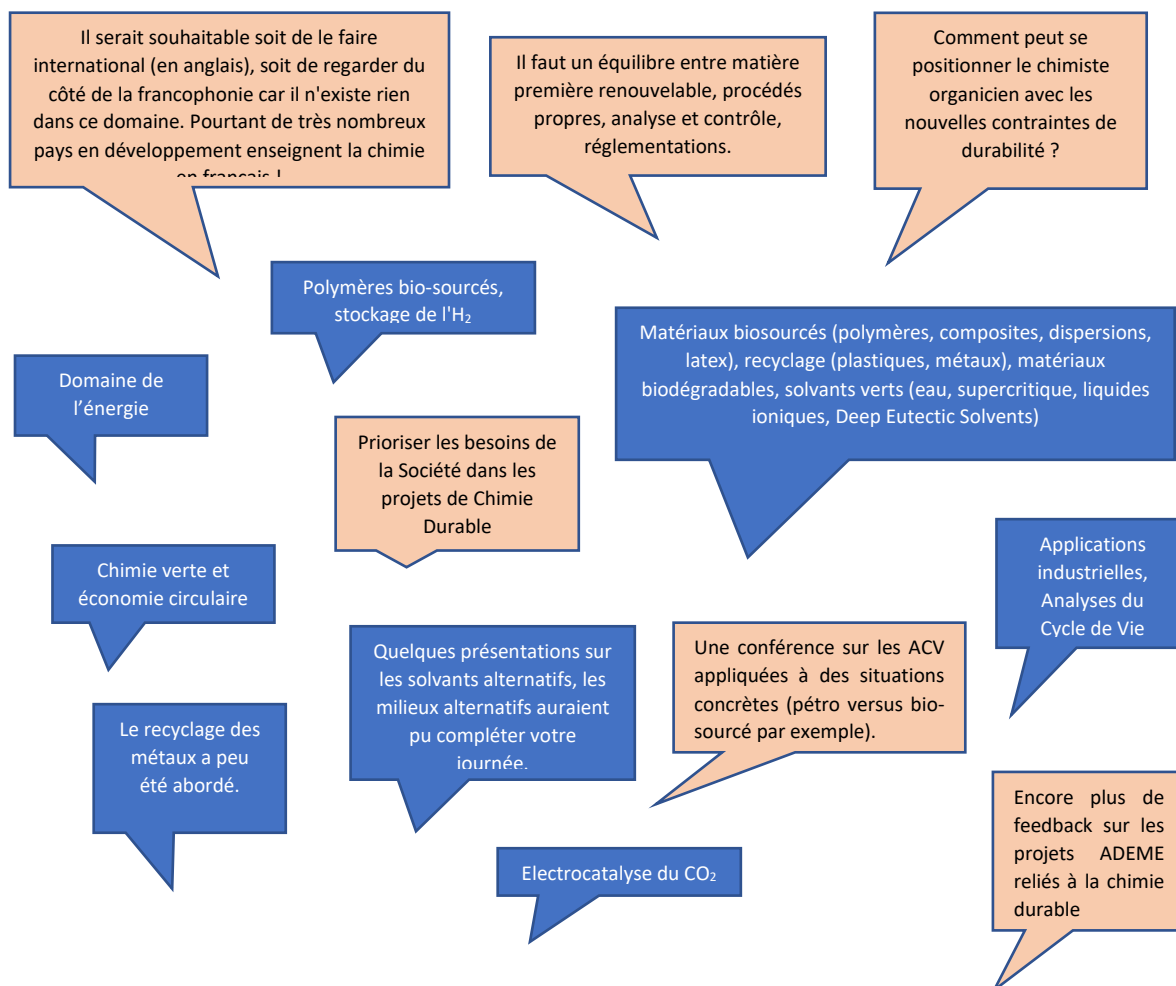 Il serait souhaitable soit de le faire
international (en anglais), soit de regarder du
côté de la francophonie car il n'existe rien
dans ce domaine. Pourtant de très nombreux
pays en développement enseignent la chimie
en français !
Il faut un équilibre entre matière
première renouvelable, procédés
propres, analyse et contrôle,
réglementations.
Comment peut se
positionner le chimiste
organicien avec les
nouvelles contraintes de
durabilité ?
Polymères bio-sourcés,
stockage de l'H₂
Matériaux biosourcés (polymères, composites, dispersions,
latex), recyclage (plastiques, métaux), matériaux
biodégradables, solvants verts (eau, supercritique, liquides
ioniques, Deep Eutectic Solvents)
Domaine de
l’énergie
Prioriser les besoins de
la Société dans les
projets de Chimie
Durable
Applications
industrielles,
Analyses du
Cycle de Vie
Chimie verte et
économie circulaire
Quelques présentations sur
les solvants alternatifs, les
milieux alternatifs auraient
pu compléter votre
journée.
Une conférence sur les ACV
appliquées à des situations
concrètes (pétro versus bio-
sourcé par exemple).
Le recyclage des
métaux a peu
été abordé.
Encore plus de
feedback sur les
projets ADEME
reliés à la chimie
durable
Electrocatalyse du CO₂